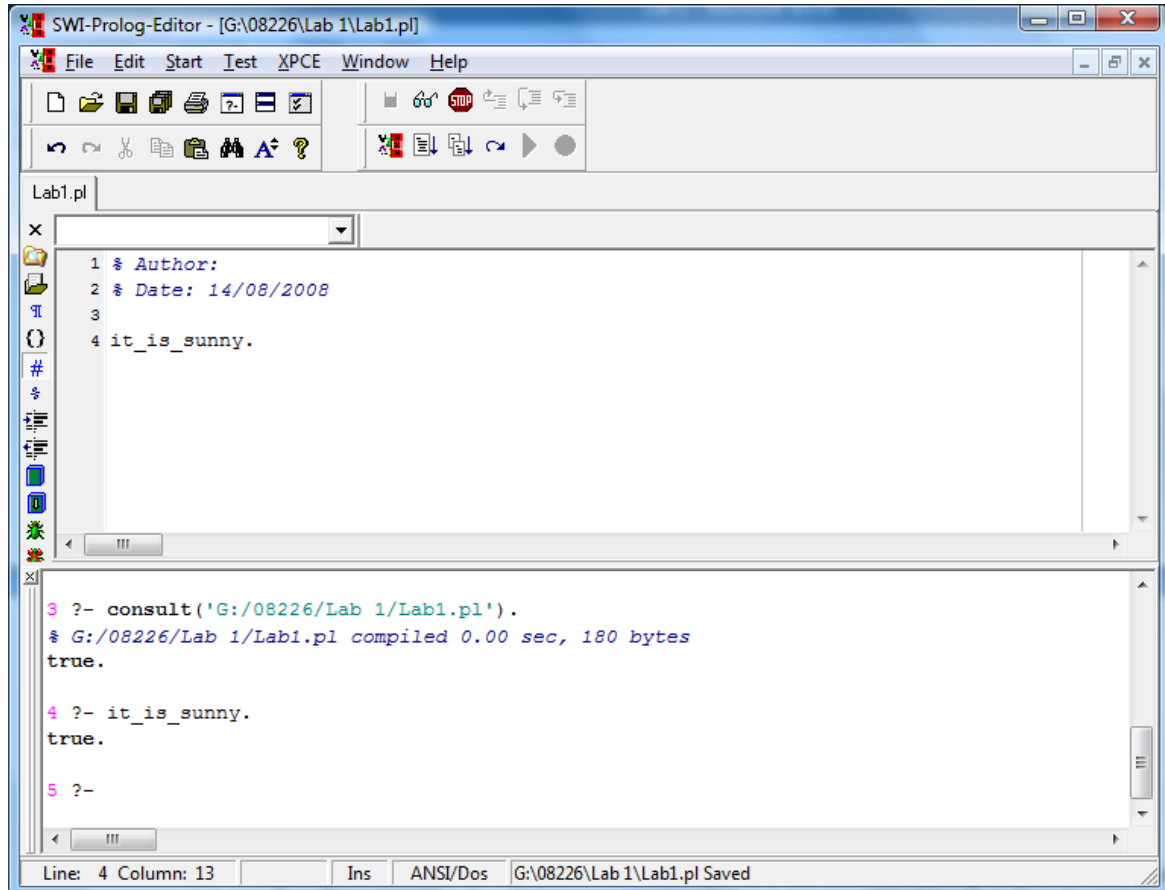 SWI-Prolog-Editor - [G:\08226\Lab 1\Lab1.pl]
File Edit Start Test XPCE Window Help
STOP
Lab1.pl
1 % Author:
2 % Date: 14/08/2008
3
4 it_is_sunny.
3 ?- consult('G:/08226/Lab 1/Lab1.pl').
% G:/08226/Lab 1/Lab1.pl compiled 0.00 sec, 180 bytes
true.
4 ?- it_is_sunny.
true.
5 ?-
Line: 4 Column: 13 Ins ANSI/Dos G:\08226\Lab 1\Lab1.pl Saved